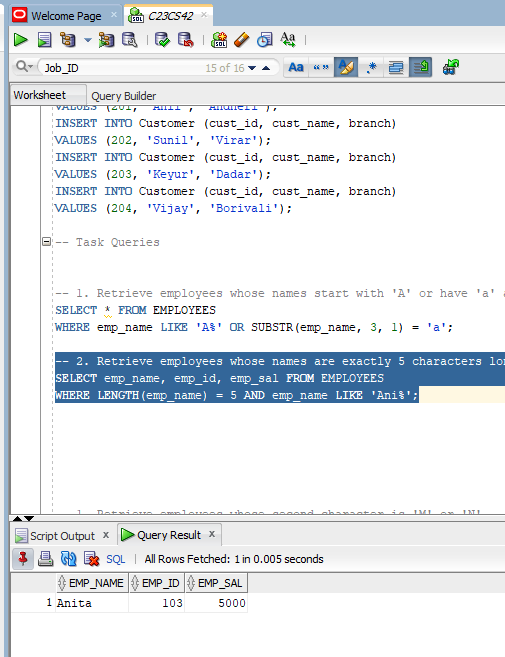 Welcome Page
C23CS42
Job_ID 15 of 16
Aa “” .*
Worksheet Query Builder
VALUES (201, 'Anil', 'Andheri');
INSERT INTO Customer (cust_id, cust_name, branch)
VALUES (202, 'Sunil', 'Virar');
INSERT INTO Customer (cust_id, cust_name, branch)
VALUES (203, 'Keyur', 'Dadar');
INSERT INTO Customer (cust_id, cust_name, branch)
VALUES (204, 'Vijay', 'Borivali');
-- Task Queries
-- 1. Retrieve employees whose names start with 'A' or have 'a'
SELECT * FROM EMPLOYEES
WHERE emp_name LIKE 'A%' OR SUBSTR(emp_name, 3, 1) = 'a';
-- 2. Retrieve employees whose names are exactly 5 characters lon
SELECT emp_name, emp_id, emp_sal FROM EMPLOYEES
WHERE LENGTH(emp_name) = 5 AND emp_name LIKE 'Ani%';
1. Retrieve employees whose second character is 'M' or 'N'
Script Output x Query Result x
SQL | All Rows Fetched: 1 in 0.005 seconds
EMP_NAME EMP_ID EMP_SAL
1 Anita 103 5000